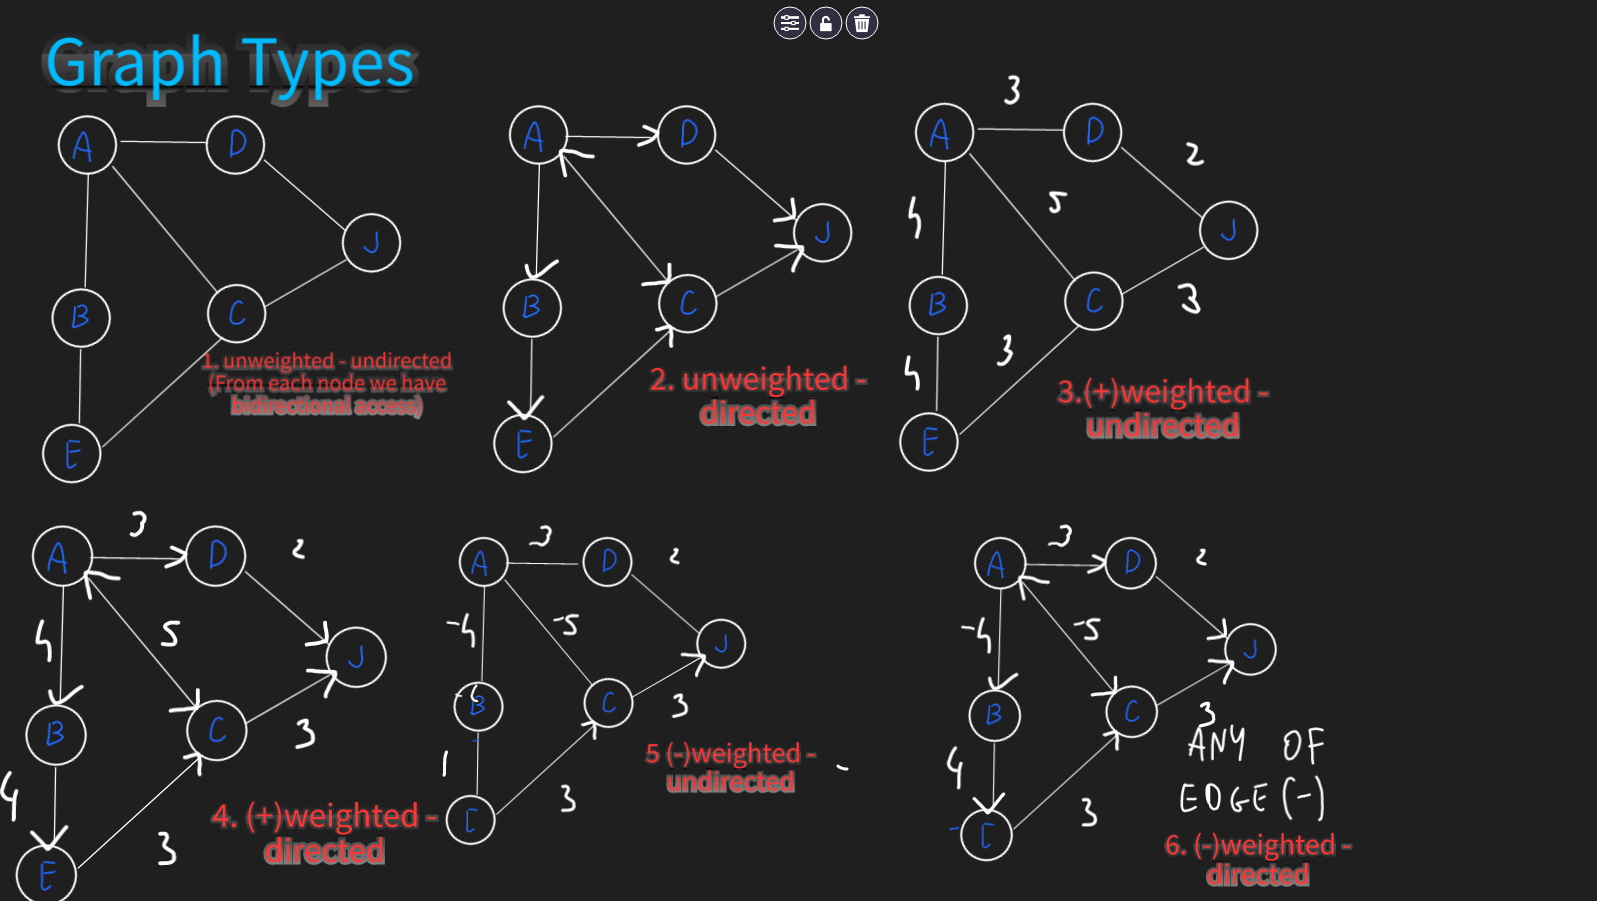 Graph Types
A
D
J
B
C
E
1. unweighted - undirected
(From each node we have
bidirectional access)
A
D
J
B
C
E
2. unweighted -
directed
3
A
D
2
5
J
4
B
C
3
3
4
E
3.(+)weighted -
undirected
3
A
D
2
4
5
J
B
C
3
4
3
E
4. (+)weighted -
directed
-3
A
D
2
-4
-5
J
B
C
3
1
3
5 (-)weighted -
undirected
-3
A
D
2
-4
-5
J
B
C
3
4
3
ANY OF
EDGE (-)
6. (-)weighted -
directed